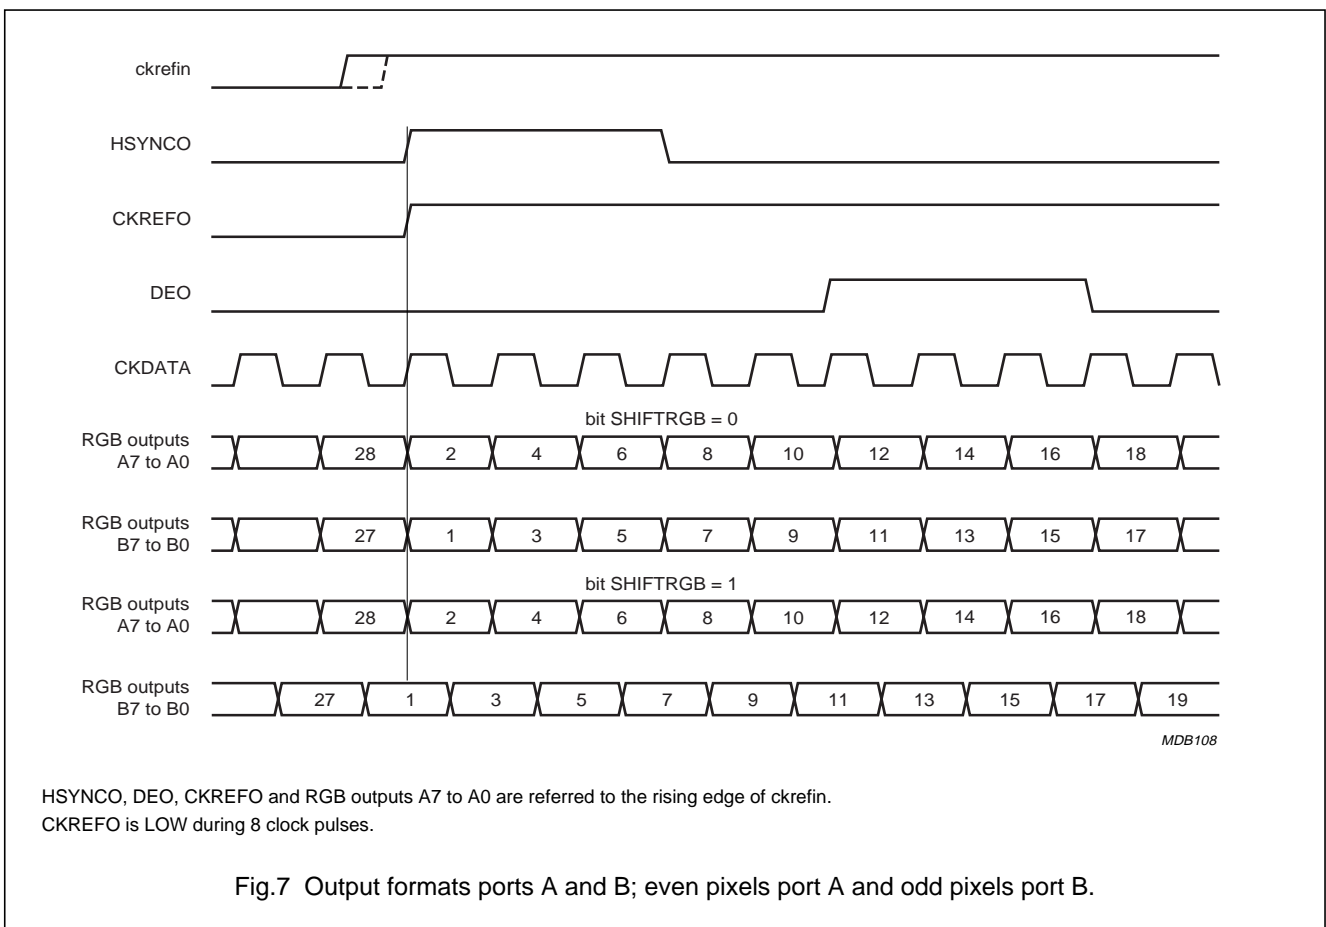 ckrefin
HSYNCO
CKREFO
DEO
CKDATA
bit SHIFTRGB = 0
RGB outputs
A7 to A0
28 2 4 6 8 10 12 14 16 18
RGB outputs
B7 to B0
27 1 3 5 7 9 11 13 15 17
bit SHIFTRGB = 1
RGB outputs
A7 to A0
28 2 4 6 8 10 12 14 16 18
RGB outputs
B7 to B0
27 1 3 5 7 9 11 13 15 17 19
MDB108
HSYNCO, DEO, CKREFO and RGB outputs A7 to A0 are referred to the rising edge of ckrefin.
CKREFO is LOW during 8 clock pulses.
Fig.7 Output formats ports A and B; even pixels port A and odd pixels port B.